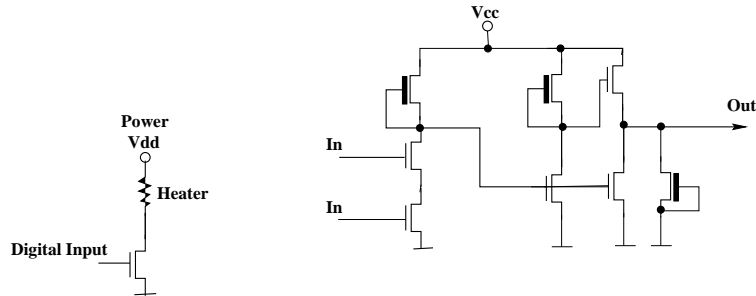 Vcc
Out
Power
Vdd
In
Heater
In
Digital Input